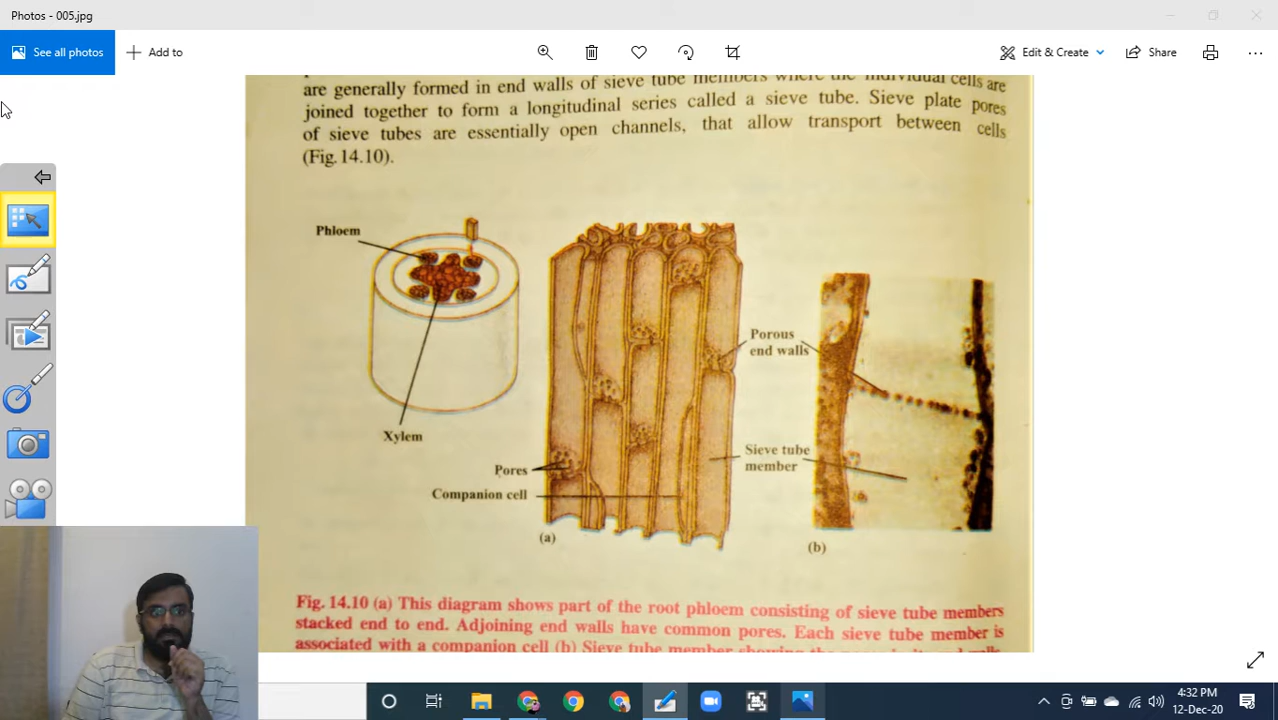 Photos - 005.jpg
See all photos
Add to
Edit & Create
Share
are generally formed in end walls of sieve tube members where the individual cells are
joined together to form a longitudinal series called a sieve tube. Sieve plate pores
of sieve tubes are essentially open channels, that allow transport between cells
(Fig. 14.10).
Phloem
Xylem
Porous
end walls
Sieve tube
member
Pores
Companion cell
(a)
(b)
Fig. 14.10 (a) This diagram shows part of the root phloem consisting of sieve tube members
stacked end to end. Adjoining end walls have common pores. Each sieve tube member is
associated with a companion cell (b) Sieve tube member showing the
4:32 PM
12-Dec-20